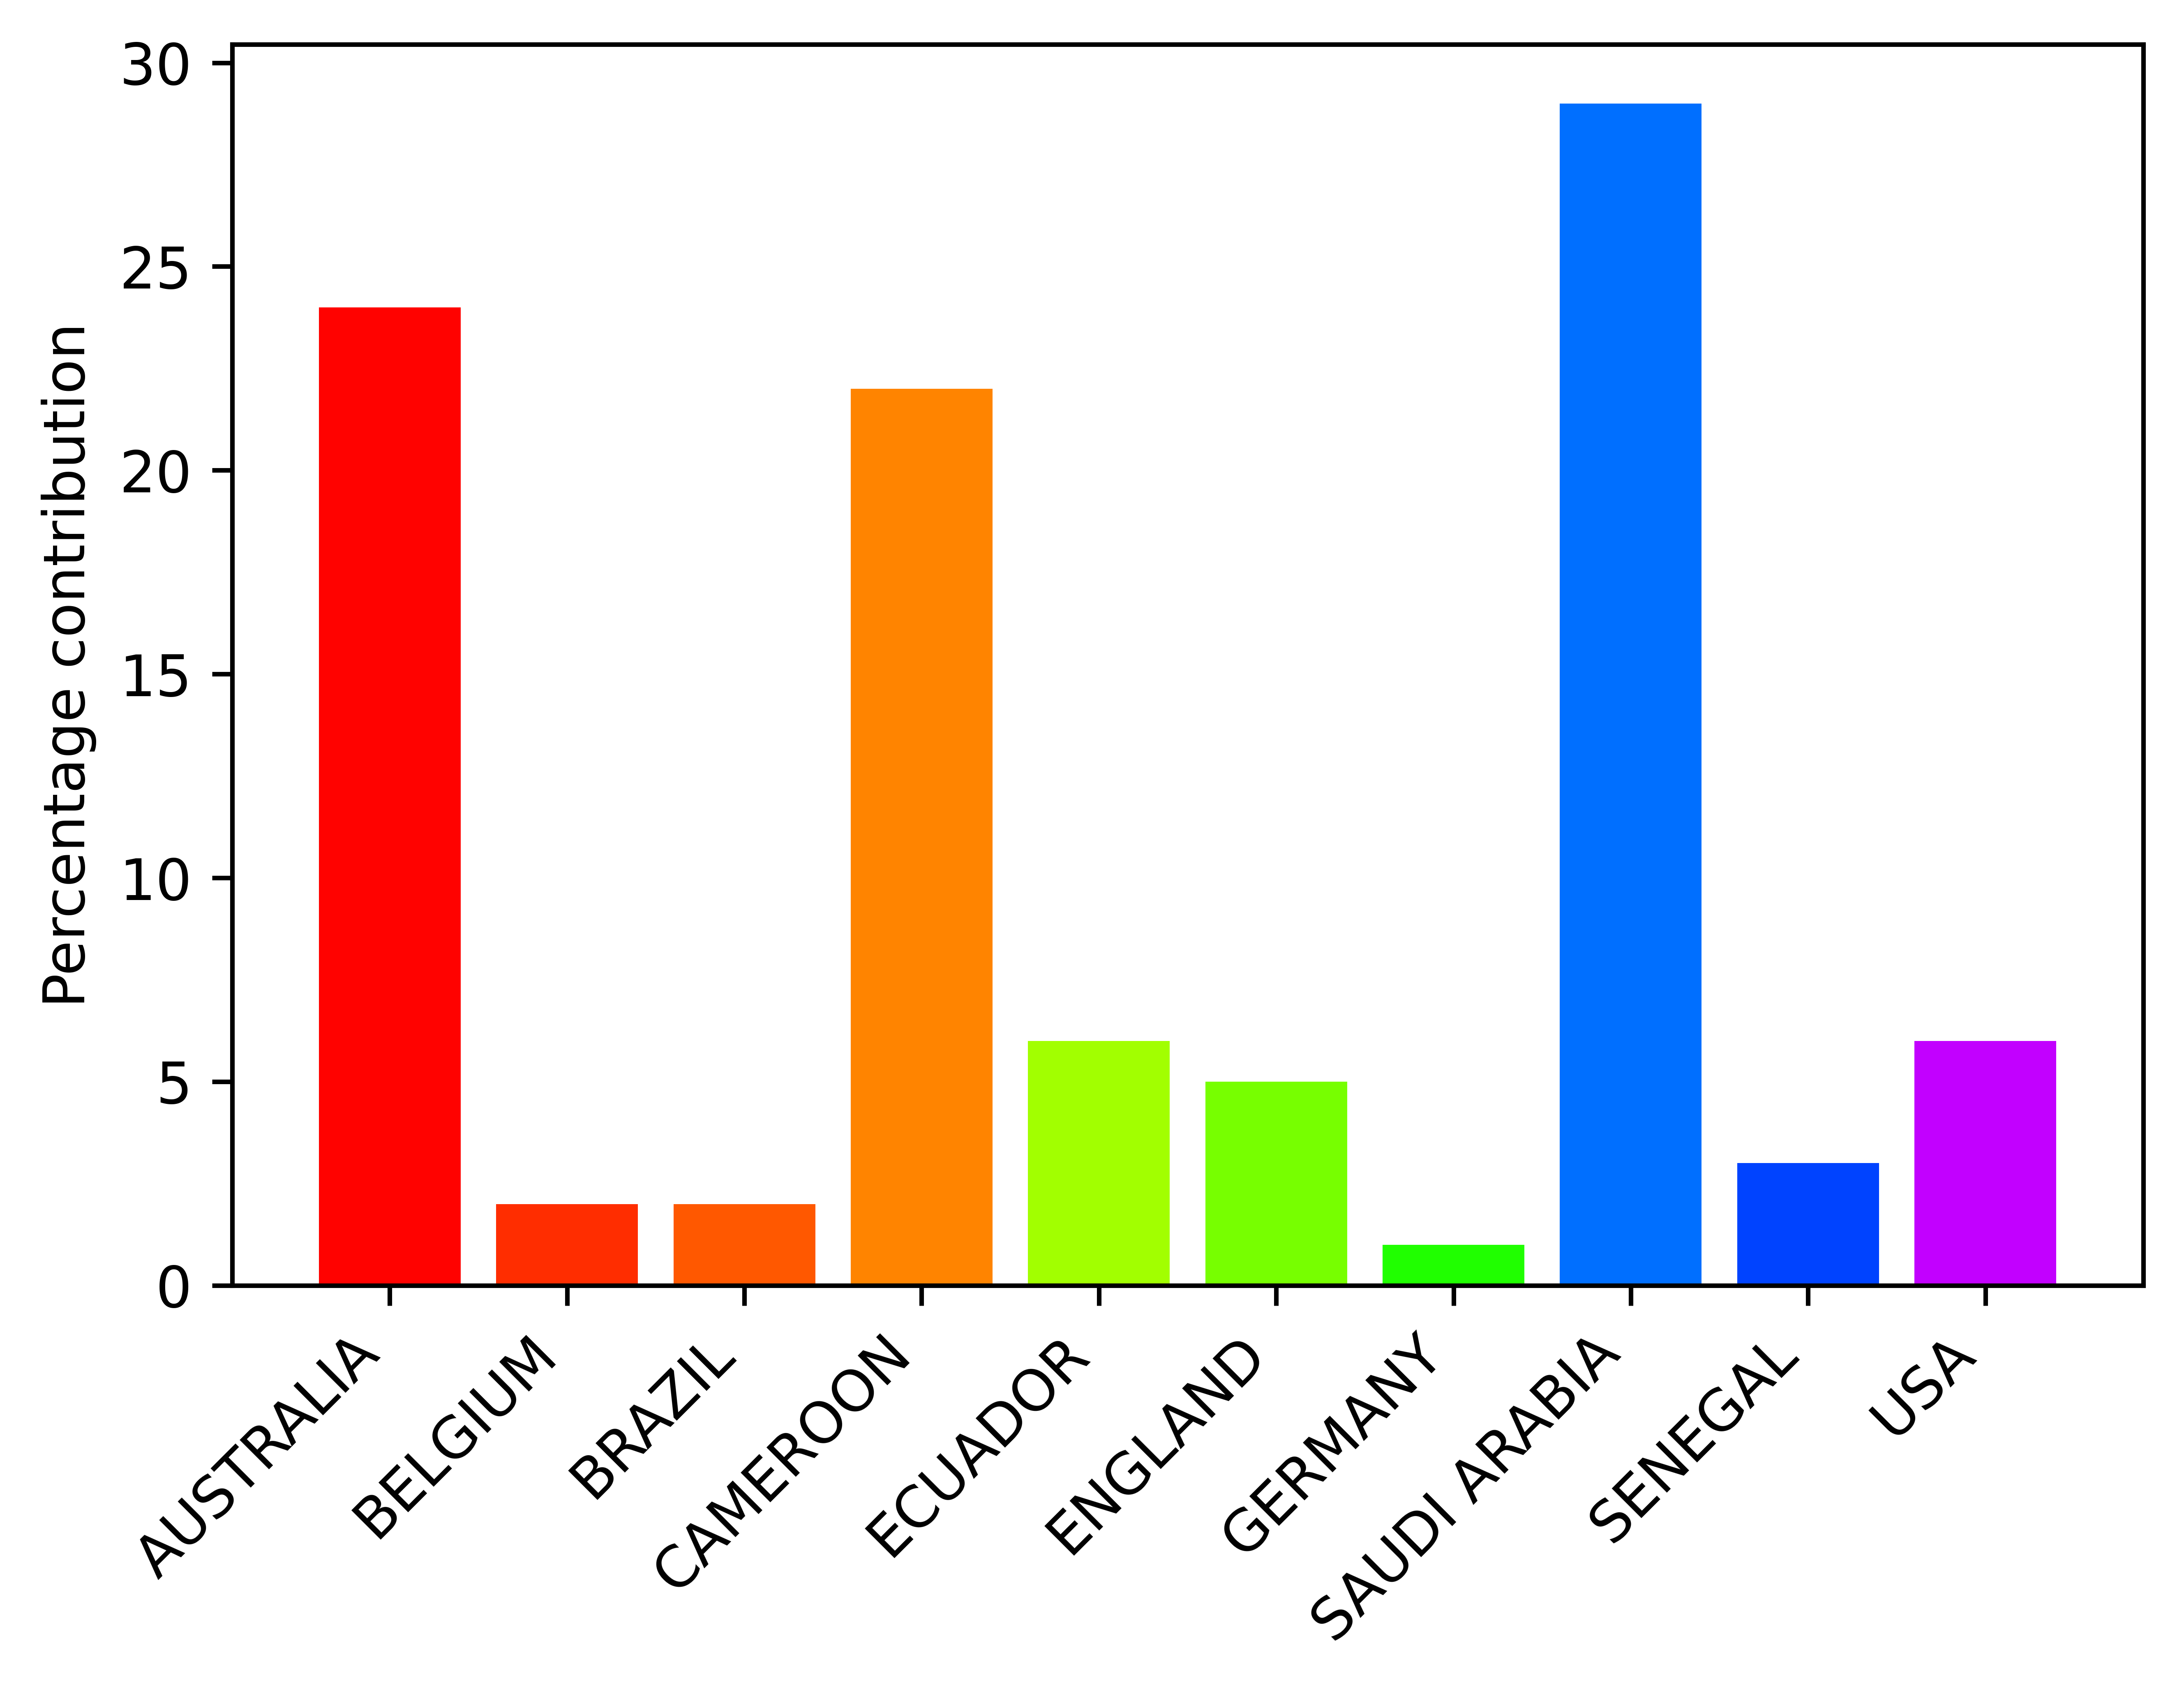 Percentage contribution
30
25
20
15
10
5
0
AUSTRALIA
BELGIUM
BRAZIL
CAMEROON
ECUADOR
ENGLAND
GERMANY
SAUDI ARABIA
SENEGAL
USA